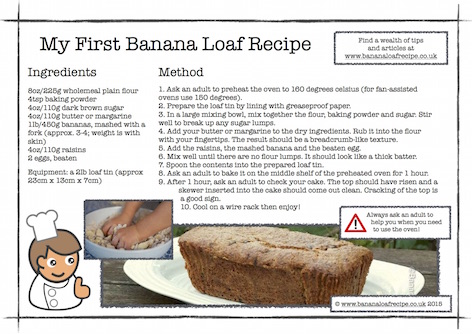 My First Banana Loaf Recipe
Find a wealth of tips
and articles at
www.bananaloafrecipe.co.uk
Ingredients
8oz/225g wholemeal plain flour
4tsp baking powder
4oz/110g dark brown sugar
4oz/110g butter or margarine
1lb/450g bananas, mashed with a
fork (approx. 3-4; weight is with
skin)
4oz/110g raisins
2 eggs, beaten
Equipment: a 2lb loaf tin (approx
23cm x 13cm x 7cm)
Method
1. Ask an adult to preheat the oven to 160 degrees celsius (for fan-assisted
ovens use 150 degrees).
2. Prepare the loaf tin by lining with greaseproof paper.
3. In a large mixing bowl, mix together the flour, baking powder and sugar. Stir
well to break up any sugar lumps.
4. Add your butter or margarine to the dry ingredients. Rub it into the flour
with your fingertips. The result should be a breadcrumb-like texture.
5. Add the raisins, the mashed banana and the beaten egg.
6. Mix well until there are no flour lumps. It should look like a thick batter.
7. Spoon the contents into the prepared loaf tin.
8. Ask an adult to bake it on the middle shelf of the preheated oven for 1 hour.
9. After 1 hour, ask an adult to check your cake. The top should have risen and a
skewer inserted into the cake should come out clean. Cracking of the top is
a good sign.
10. Cool on a wire rack then enjoy!
Always ask an adult to
help you when you need
to use the oven!
© www.bananaloafrecipe.co.uk 2015